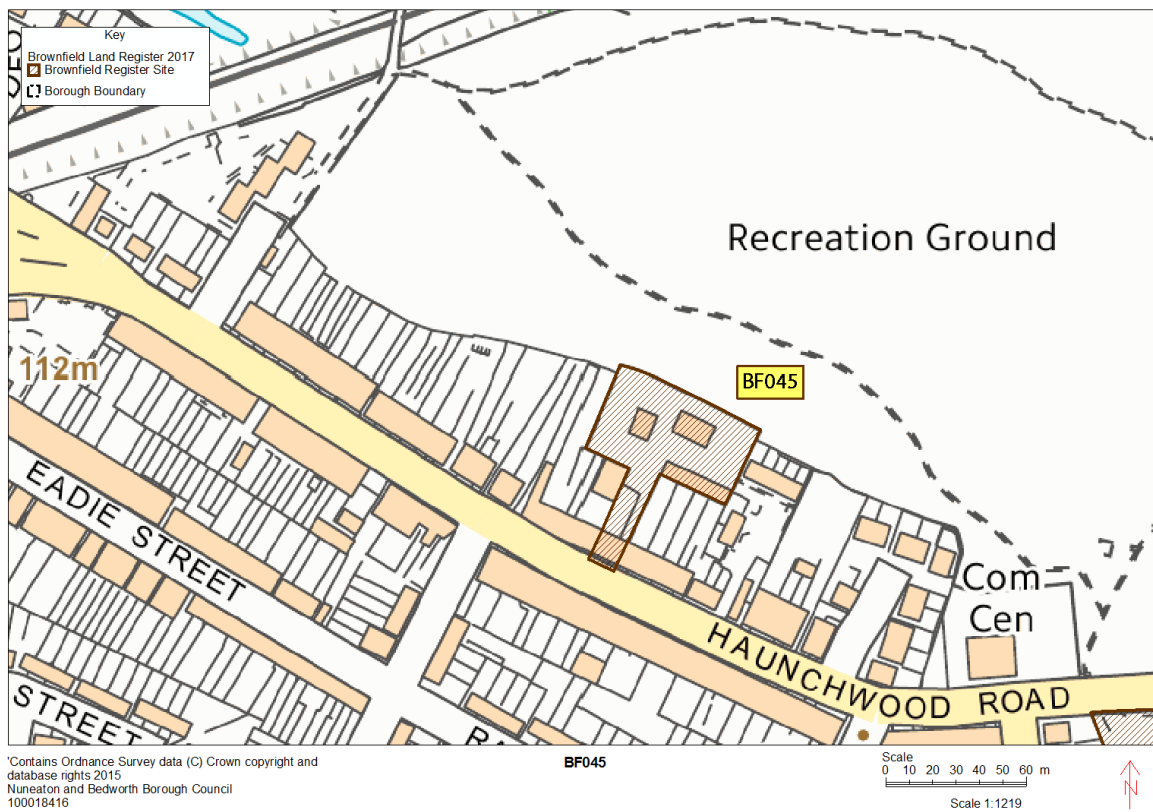 Key
Brownfield Land Register 2017
Brownfield Register Site
Borough Boundary
Recreation Ground
BF045
112m
EADIE STREET
Com
Cen
HAUNCHWOOD ROAD
STREET
'Contains Ordnance Survey data (C) Crown copyright and
database rights 2015
Nuneaton and Bedworth Borough Council
100018416
BF045
Scale
0 10 20 30 40 50 60 m
Scale 1:1219
N